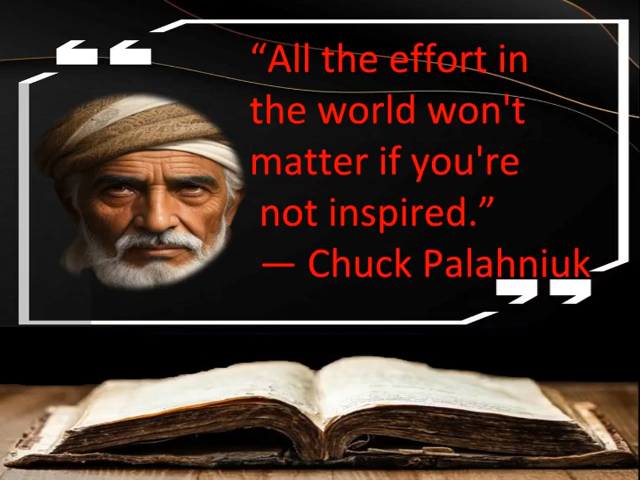 “All the effort in
the world won't
matter if you're
not inspired.”
— Chuck Palahniuk